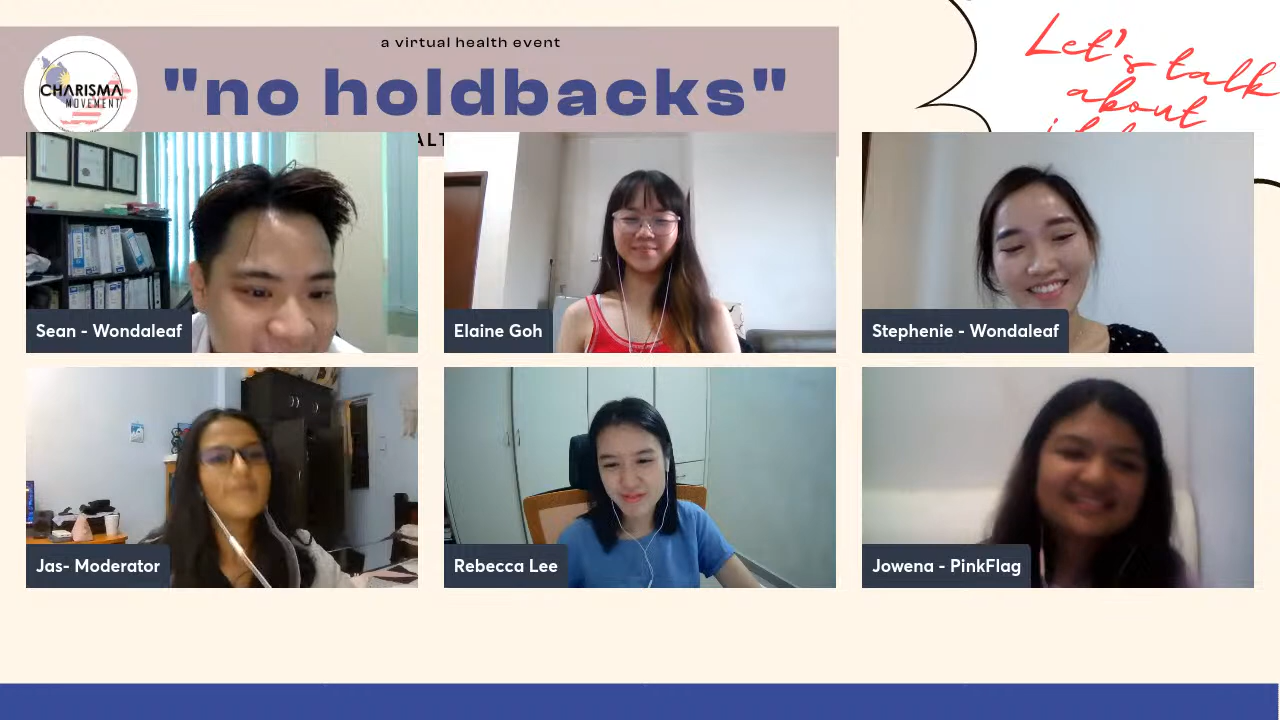 a virtual health event
"no holdbacks"
CHARISMA
MOVEMENT
Let's talk
about
Sean - Wondaleaf
Elaine Goh
Stephenie - Wondaleaf
Jas- Moderator
Rebecca Lee
Jowena - PinkFlag